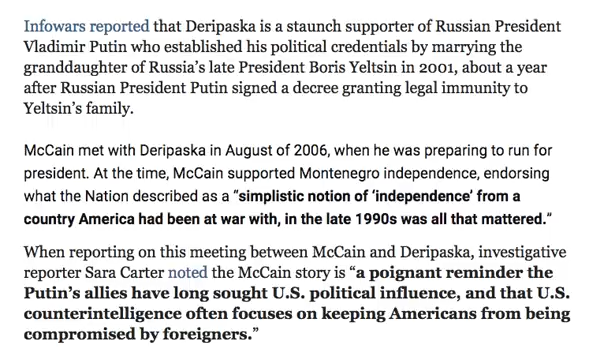 Infowars reported that Deripaska is a staunch supporter of Russian President
Vladimir Putin who established his political credentials by marrying the
granddaughter of Russia’s late President Boris Yeltsin in 2001, about a year
after Russian President Putin signed a decree granting legal immunity to
Yeltsin’s family.
McCain met with Deripaska in August of 2006, when he was preparing to run for
president. At the time, McCain supported Montenegro independence, endorsing
what the Nation described as a “simplistic notion of ‘independence’ from a
country America had been at war with, in the late 1990s was all that mattered.”
When reporting on this meeting between McCain and Deripaska, investigative
reporter Sara Carter noted the McCain story is “a poignant reminder the
Putin’s allies have long sought U.S. political influence, and that U.S.
counterintelligence often focuses on keeping Americans from being
compromised by foreigners.”